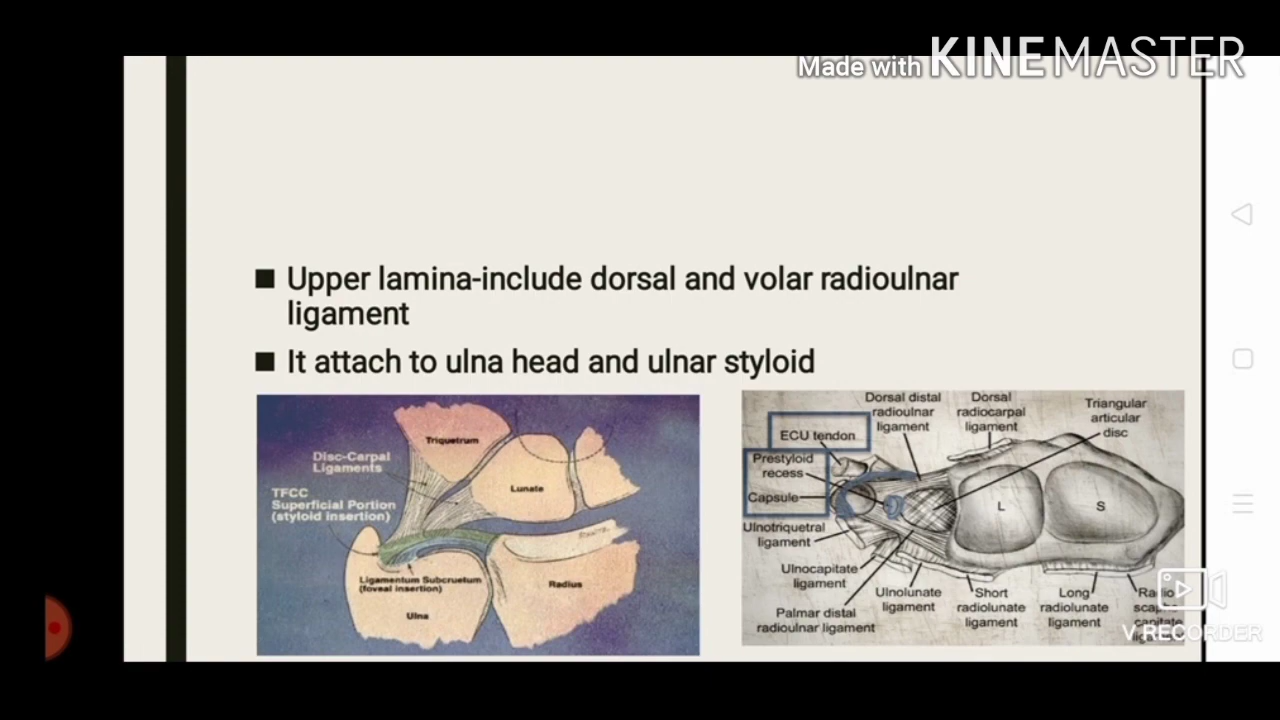 Made with KINEMASTER
■ Upper lamina-include dorsal and volar radioulnar
ligament
■ It attach to ulna head and ulnar styloid
Triquetrum
Disc-Carpal
Ligaments
Lunate
TFCC
Superficial Portion
(styloid insertion)
Ligamentum Subcruetum
(foveal insertion)
Radius
Ulna
Dorsal distal
radioulnar
ligament
Dorsal
radiocarpal
ligament
Triangular
articular
disc
ECU tendon
Prestyloid
recess
Capsule
L
S
Ulnotriquetral
ligament
Ulnocapitate
ligament
Ulnolunate
ligament
Short
radiolunate
ligament
Long
radiolunate
ligament
Radio
capitate
Palmar distal
radioulnar ligament
V RECORDER